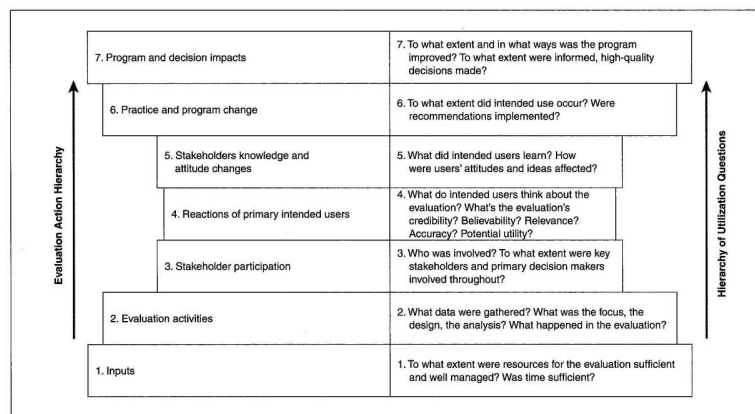 7. Program and decision impacts
7. To what extent and in what ways was the program
improved? To what extent were informed, high-quality
decisions made?
6. Practice and program change
6. To what extent did intended use occur? Were
recommendations implemented?
5. Stakeholders knowledge and
attitude changes
5. What did intended users learn? How
were users' attitudes and ideas affected?
4. Reactions of primary intended users
4. What do intended users think about the
evaluation? What's the evaluation's
credibility? Believability? Relevance?
Accuracy? Potential utility?
3. Stakeholder participation
3. Who was involved? To what extent were key
stakeholders and primary decision makers
involved throughout?
2. Evaluation activities
2. What data were gathered? What was the focus, the
design, the analysis? What happened in the evaluation?
1. Inputs
1. To what extent were resources for the evaluation sufficient
and well managed? Was time sufficient?
Evaluation Action Hierarchy
Hierarchy of Utilization Questions